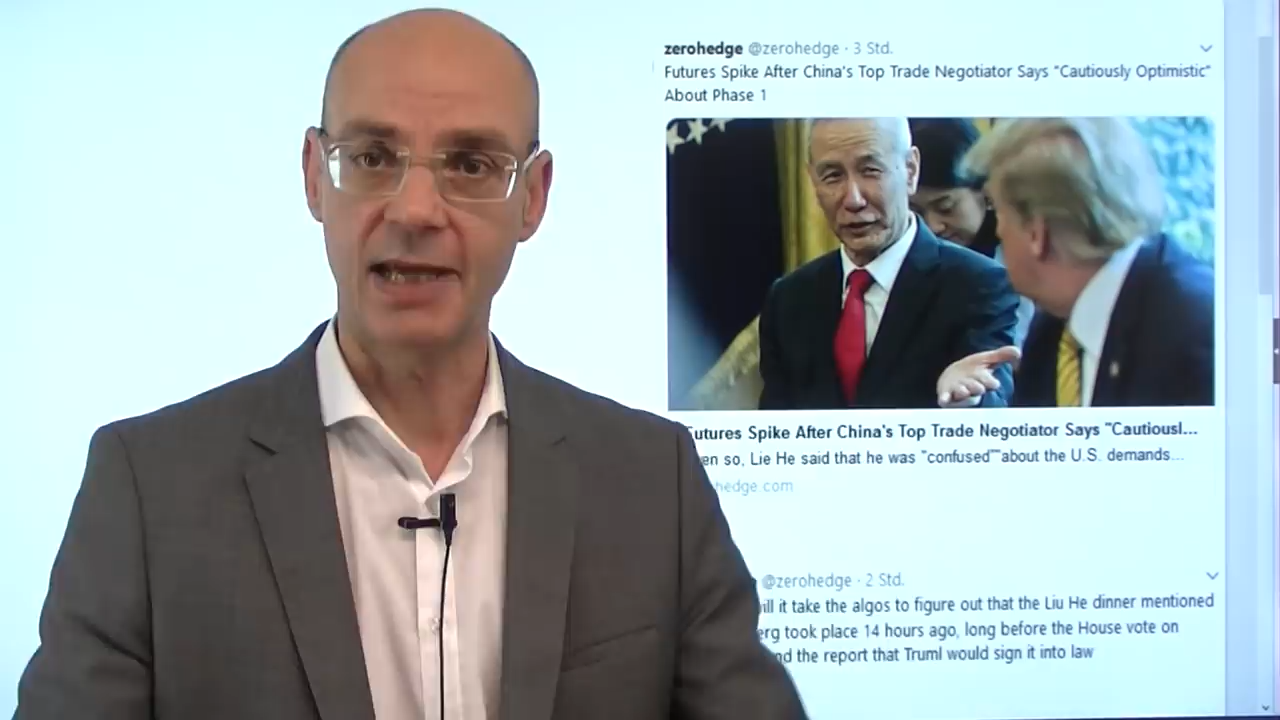 zerohedge @zerohedge · 3 Std.
Futures Spike After China's Top Trade Negotiator Says "Cautiously Optimistic"
About Phase 1
Futures Spike After China's Top Trade Negotiator Says "Cautiousl...
en so, Lie He said that he was "confused" about the U.S. demands...
hedge.com
@zerohedge · 2 Std.
ill it take the algos to figure out that the Liu He dinner mentioned
erg took place 14 hours ago, long before the House vote on
nd the report that Truml would sign it into law